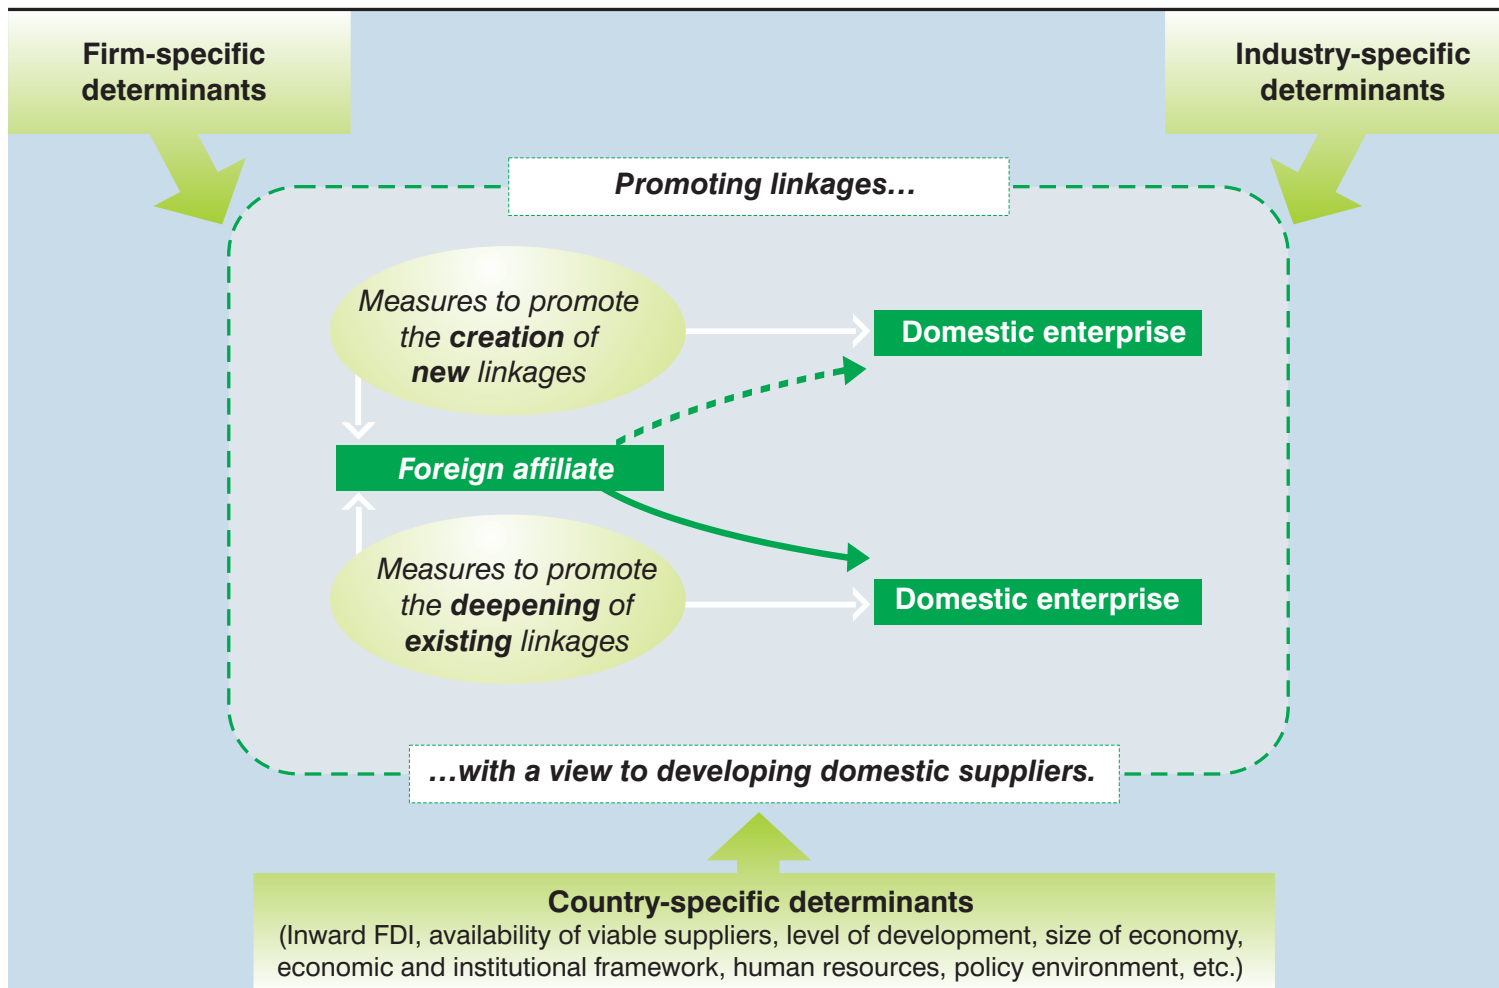 Firm-specific
determinants
Industry-specific
determinants
Promoting linkages…
Measures to promote
the creation of
new linkages
Domestic enterprise
Foreign affiliate
Measures to promote
the deepening of
existing linkages
Domestic enterprise
…with a view to developing domestic suppliers.
Country-specific determinants
(Inward FDI, availability of viable suppliers, level of development, size of economy,
economic and institutional framework, human resources, policy environment, etc.)